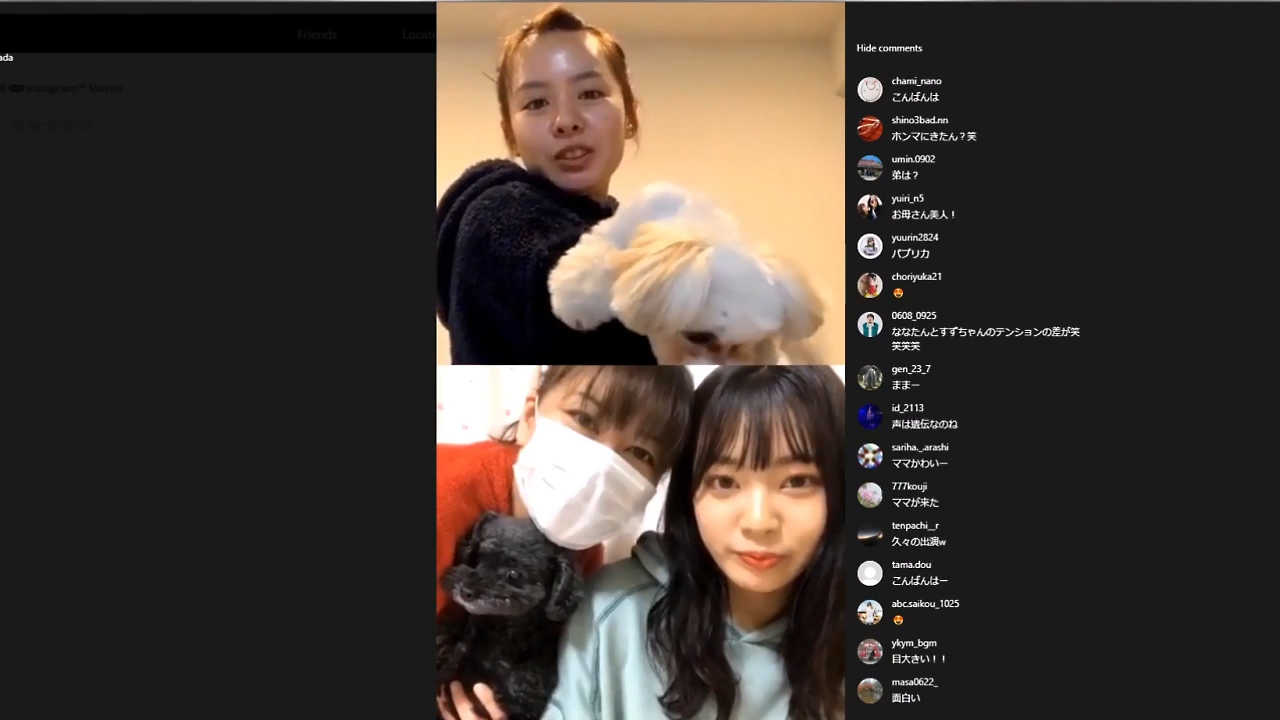 Friends
Locati
ada
Instagram™ Stories
Hide comments
chami_nano
こんばんは
shino3bad.nn
ホンマにきたん？笑
umin.0902
弟は？
yuiri_n5
お母さん美人！
yuurin2824
パプリカ
choriyuka21
😍
0608_0925
ななたんとすずちゃんのテンションの差が笑
笑笑笑
gen_23_7
ままー
id_2113
声は遺伝なのね
sariha._.arashi
ママかわいー
777kouji
ママが来た
tenpachi__r
久々の出演w
tama.dou
こんばんはー
abc.saikou_1025
😍
ykym_bgm
目大きい！！
masa0622_
面白い